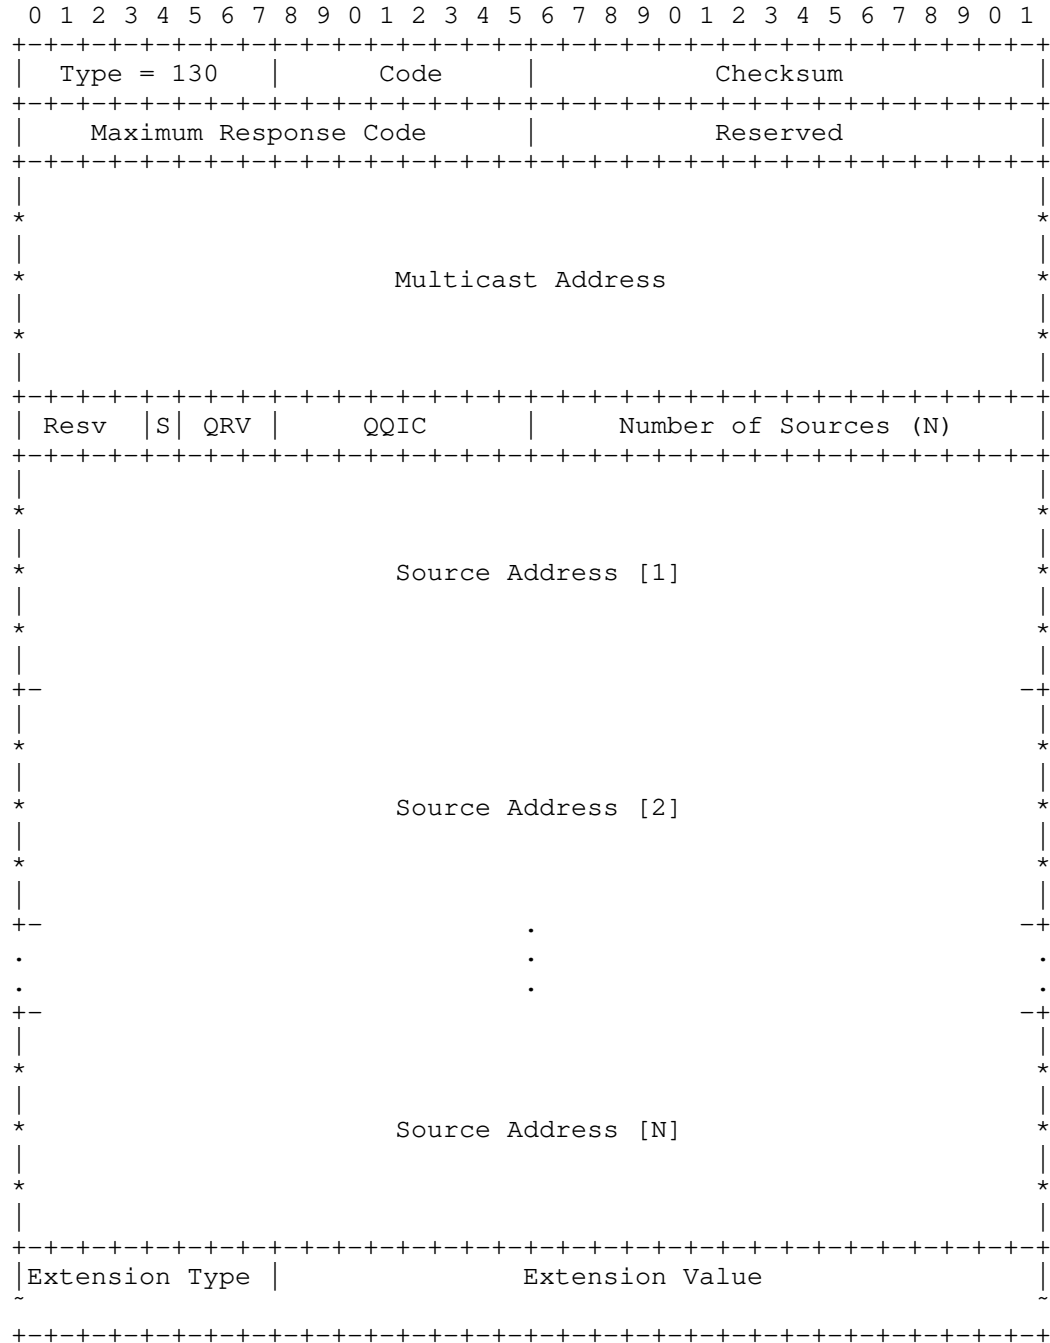 0 1 2 3 4 5 6 7 8 9 0 1 2 3 4 5 6 7 8 9 0 1 2 3 4 5 6 7 8 9 0 1
+-+-+-+-+-+-+-+-+-+-+-+-+-+-+-+-+-+-+-+-+-+-+-+-+-+-+-+-+-+-+-+-+
|  Type = 130   |      Code     |           Checksum            |
+-+-+-+-+-+-+-+-+-+-+-+-+-+-+-+-+-+-+-+-+-+-+-+-+-+-+-+-+-+-+-+-+
|    Maximum Response Code      |           Reserved            |
+-+-+-+-+-+-+-+-+-+-+-+-+-+-+-+-+-+-+-+-+-+-+-+-+-+-+-+-+-+-+-+-+
|                                                               |
*                                                               *
|                                                               |
*                       Multicast Address                       *
|                                                               |
*                                                               *
|                                                               |
+-+-+-+-+-+-+-+-+-+-+-+-+-+-+-+-+-+-+-+-+-+-+-+-+-+-+-+-+-+-+-+-+
| Resv  |S| QRV |     QQIC      |     Number of Sources (N)     |
+-+-+-+-+-+-+-+-+-+-+-+-+-+-+-+-+-+-+-+-+-+-+-+-+-+-+-+-+-+-+-+-+
|                                                               |
*                                                               *
|                                                               |
*                       Source Address [1]                      *
|                                                               |
*                                                               *
|                                                               |
+-                                                             -+
|                                                               |
*                                                               *
|                                                               |
*                       Source Address [2]                      *
|                                                               |
*                                                               *
|                                                               |
+-                              .                              -+
.                               .                               .
.                               .                               .
+-                                                             -+
|                                                               |
*                                                               *
|                                                               |
*                       Source Address [N]                      *
|                                                               |
*                                                               *
|                                                               |
+-+-+-+-+-+-+-+-+-+-+-+-+-+-+-+-+-+-+-+-+-+-+-+-+-+-+-+-+-+-+-+-+
|Extension Type |               Extension Value                 |
~                                                               ~
+-+-+-+-+-+-+-+-+-+-+-+-+-+-+-+-+-+-+-+-+-+-+-+-+-+-+-+-+-+-+-+-+